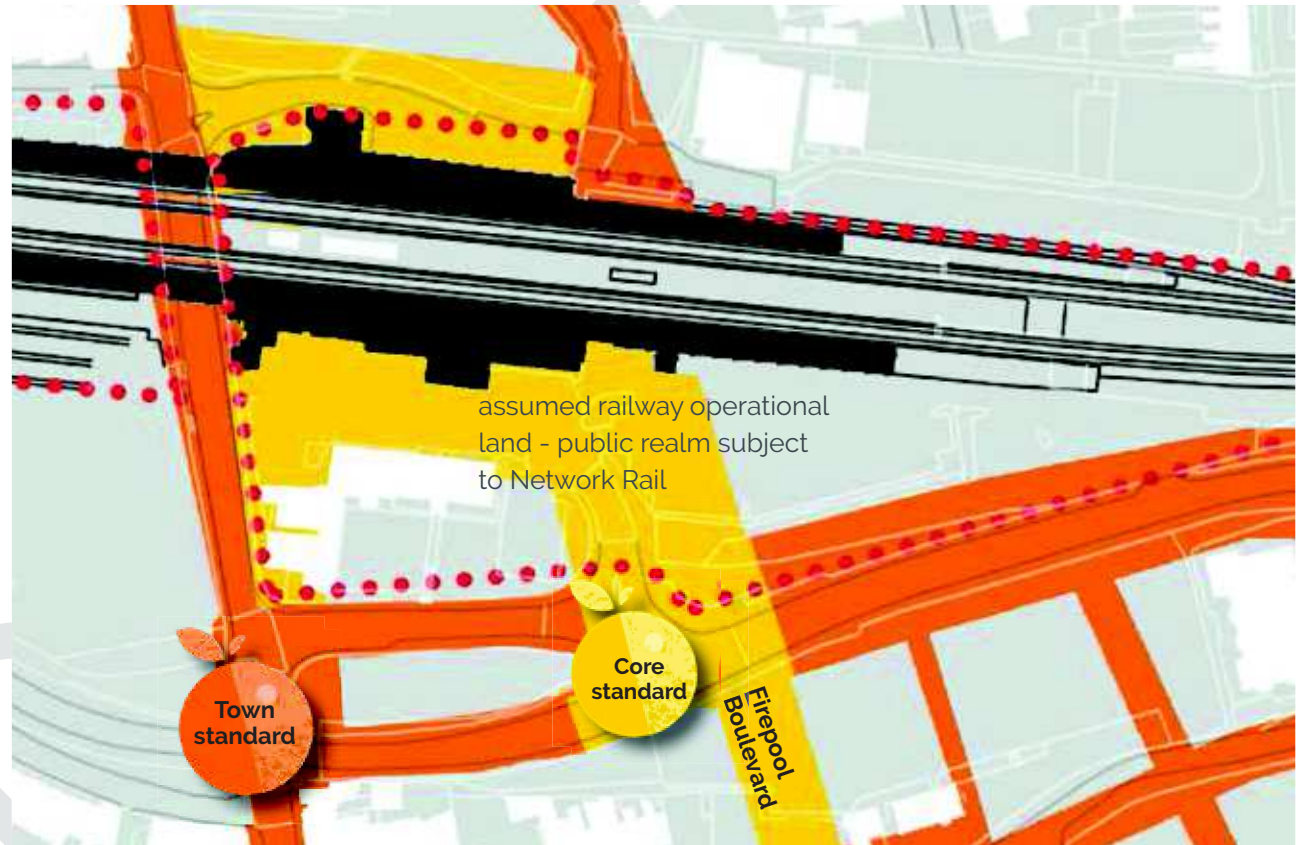 assumed railway operational
land - public realm subject
to Network Rail
Core
standard
Town
standard
Firepool
Boulevard